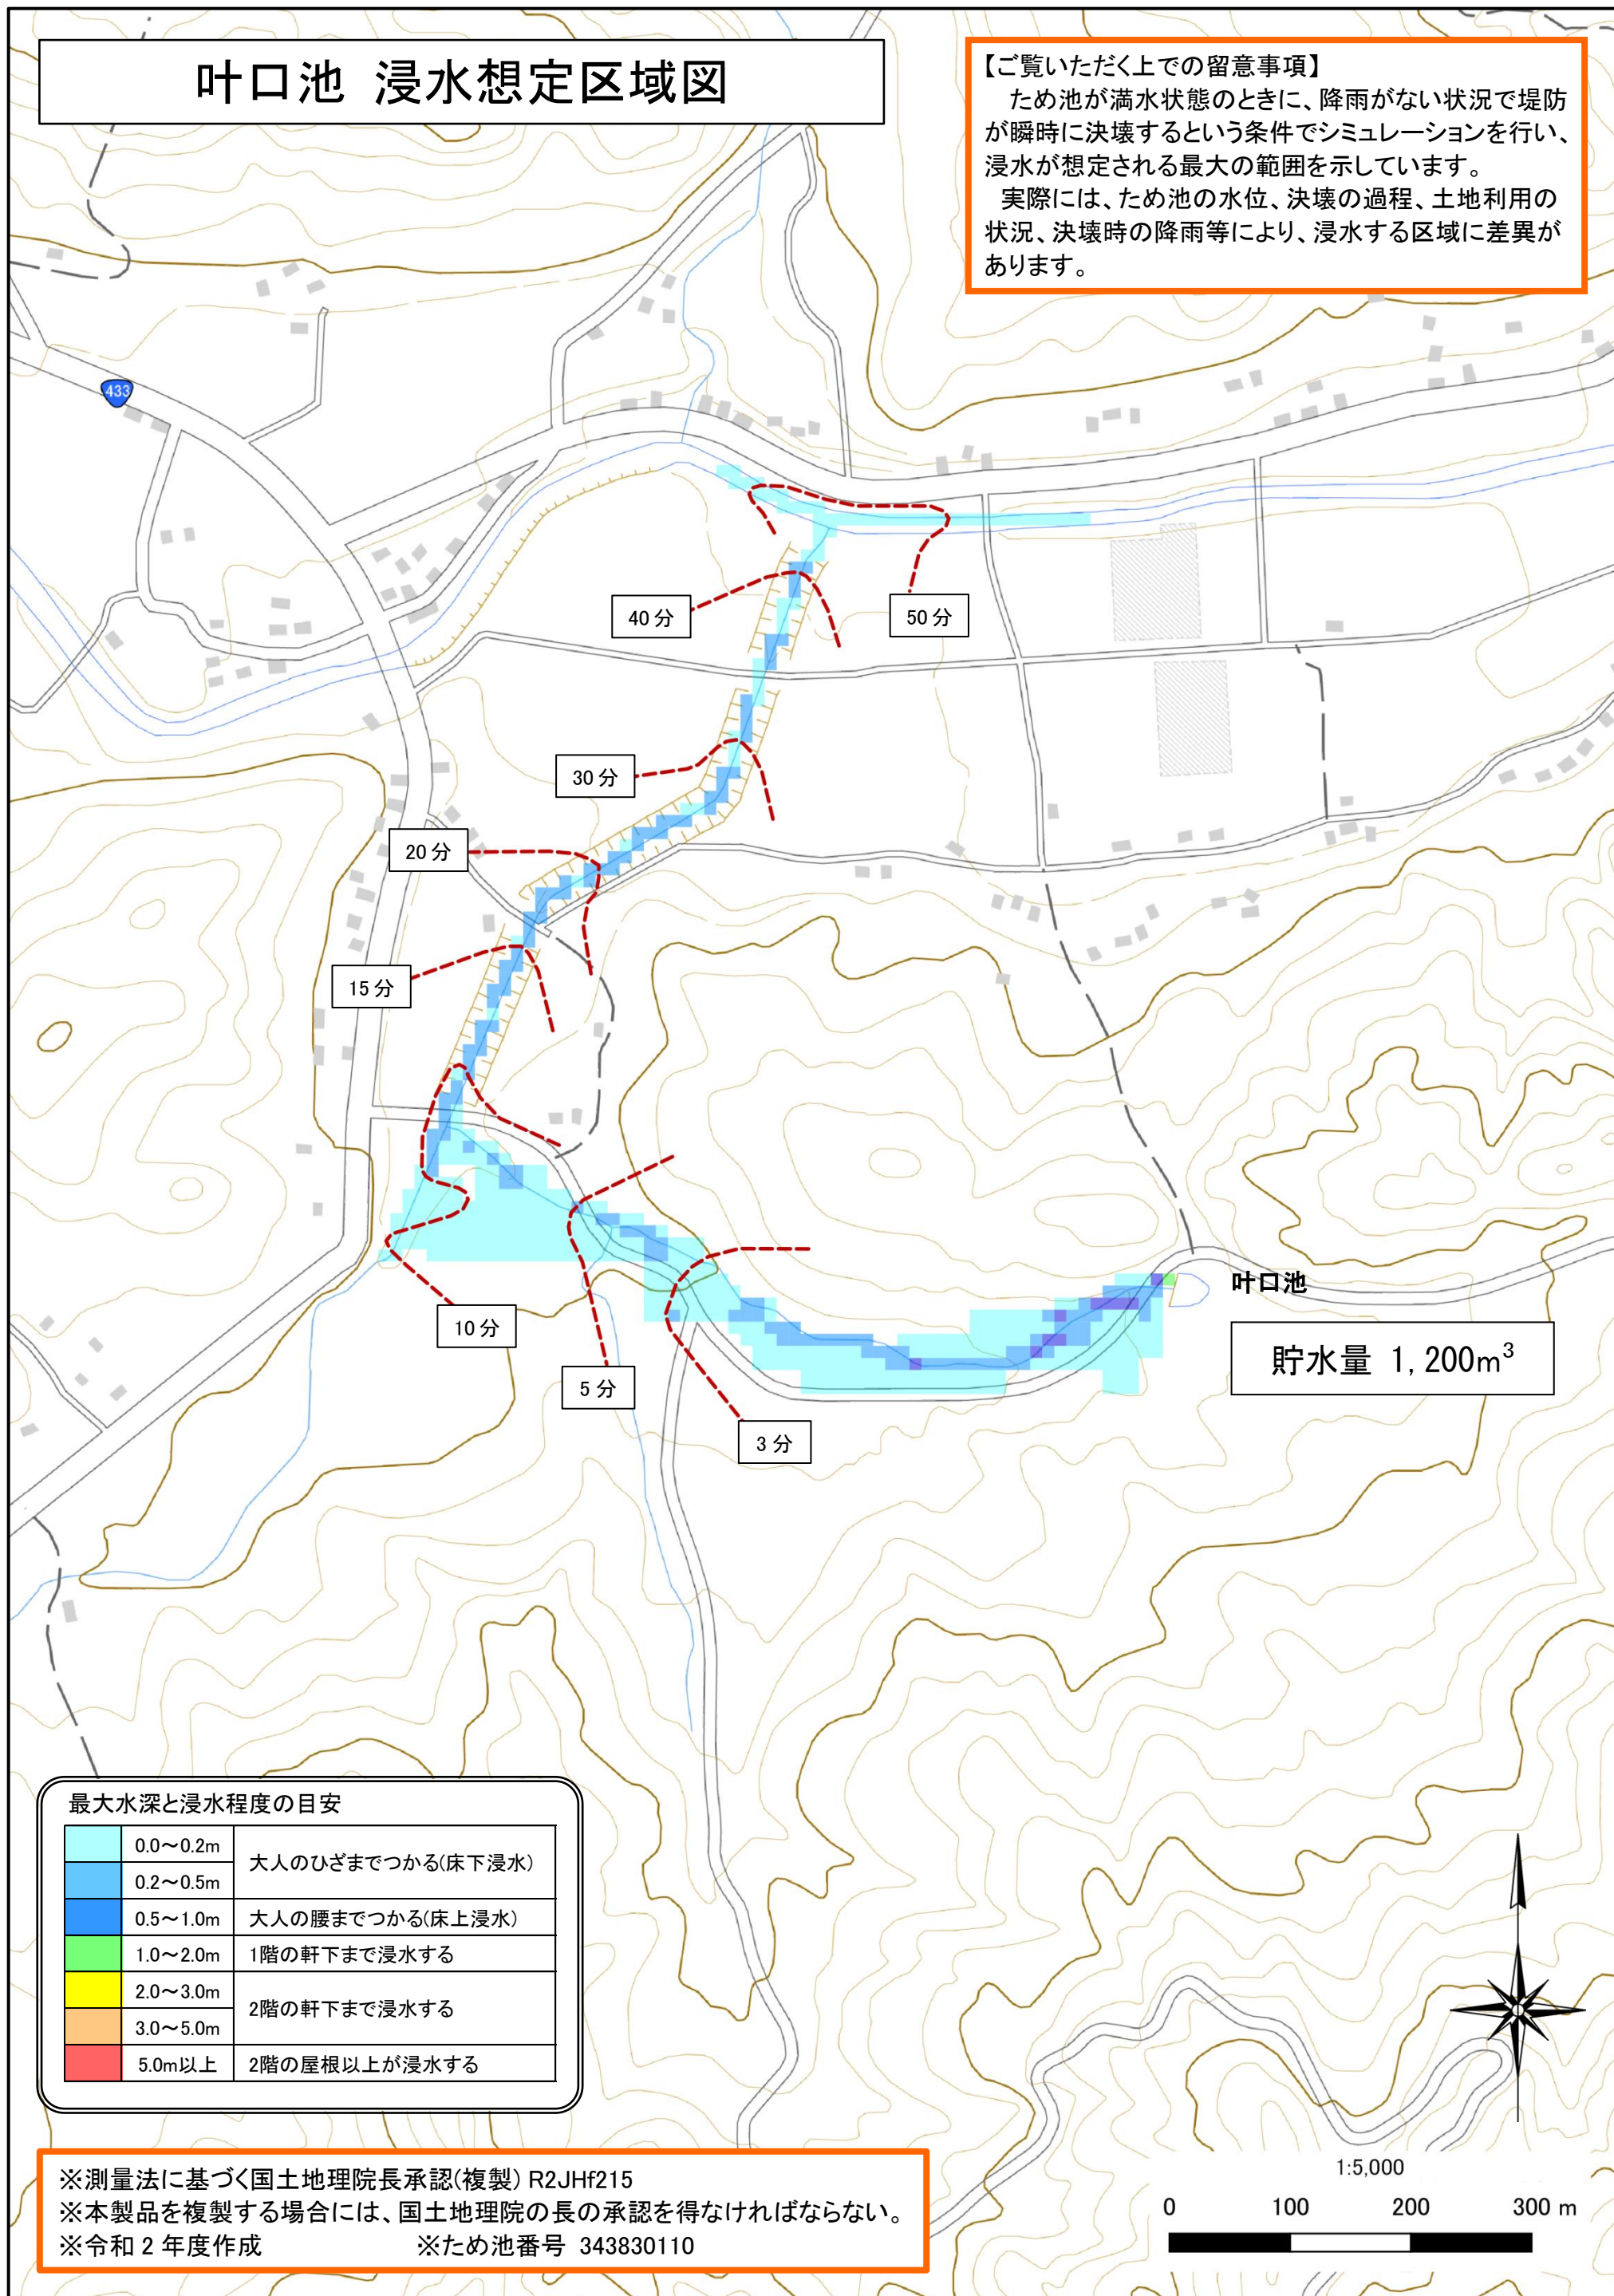 叶口池 浸水想定区域図
【ご覧いただく上での留意事項】
ため池が満水状態のときに、降雨がない状況で堤防
が瞬時に決壊するという条件でシミュレーションを行い、
浸水が想定される最大の範囲を示しています。
実際には、ため池の水位、決壊の過程、土地利用の
状況、決壊時の降雨等により、浸水する区域に差異が
あります。
433
40分
50分
30分
20分
15分
叶口池
10分
貯水量 1,200m³
5分
3分
最大水深と浸水程度の目安
0.0～0.2m
大人のひざまでつかる(床下浸水)
0.2～0.5m
0.5～1.0m 大人の腰までつかる(床上浸水)
1.0～2.0m 1階の軒下まで浸水する
2.0～3.0m
2階の軒下まで浸水する
3.0～5.0m
5.0m以上 2階の屋根以上が浸水する
※測量法に基づく国土地理院長承認(複製) R2JHf215
※本製品を複製する場合には、国土地理院の長の承認を得なければならない。
※令和2年度作成 ※ため池番号 343830110
1:5,000
0 100 200 300 m